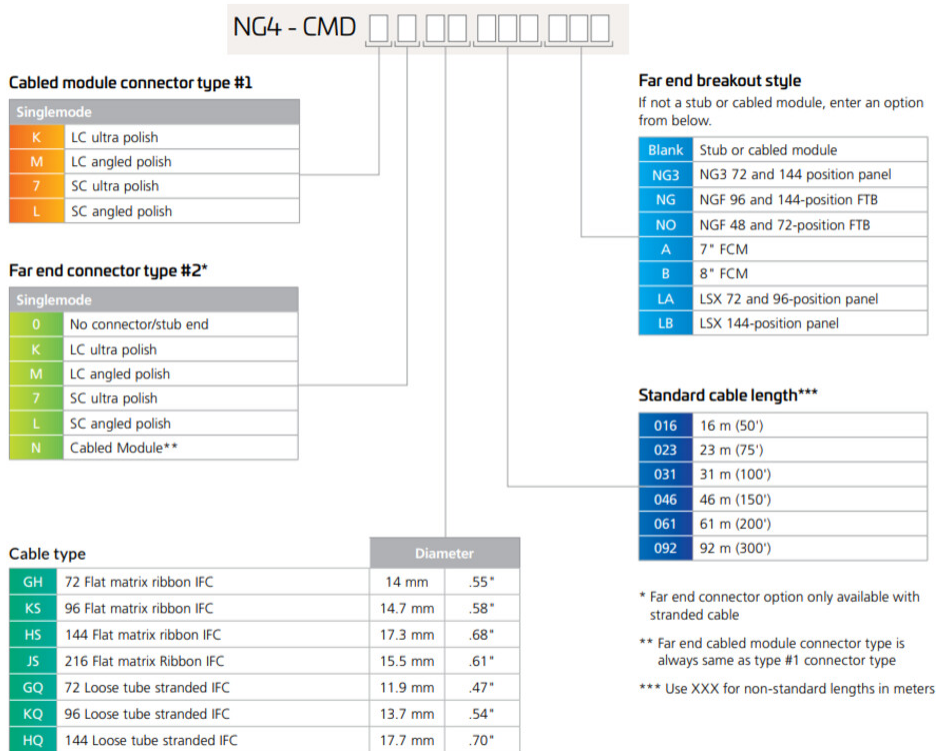 NG4 - CMD
Cabled module connector type #1
Singlemode
K LC ultra polish
M LC angled polish
7 SC ultra polish
L SC angled polish
Far end connector type #2*
Singlemode
0 No connector/stub end
K LC ultra polish
M LC angled polish
7 SC ultra polish
L SC angled polish
N Cabled Module**
Cable type Diameter
GH 72 Flat matrix ribbon IFC 14 mm .55"
KS 96 Flat matrix ribbon IFC 14.7 mm .58"
HS 144 Flat matrix ribbon IFC 17.3 mm .68"
JS 216 Flat matrix Ribbon IFC 15.5 mm .61"
GQ 72 Loose tube stranded IFC 11.9 mm .47"
KQ 96 Loose tube stranded IFC 13.7 mm .54"
HQ 144 Loose tube stranded IFC 17.7 mm .70"
Far end breakout style
If not a stub or cabled module, enter an option
from below.
Blank Stub or cabled module
NG3 NG3 72 and 144 position panel
NG NGF 96 and 144-position FTB
NO NGF 48 and 72-position FTB
A 7" FCM
B 8" FCM
LA LSX 72 and 96-position panel
LB LSX 144-position panel
Standard cable length***
016 16 m (50')
023 23 m (75')
031 31 m (100')
046 46 m (150')
061 61 m (200')
092 92 m (300')
* Far end connector option only available with
stranded cable
** Far end cabled module connector type is
always same as type #1 connector type
*** Use XXX for non-standard lengths in meters